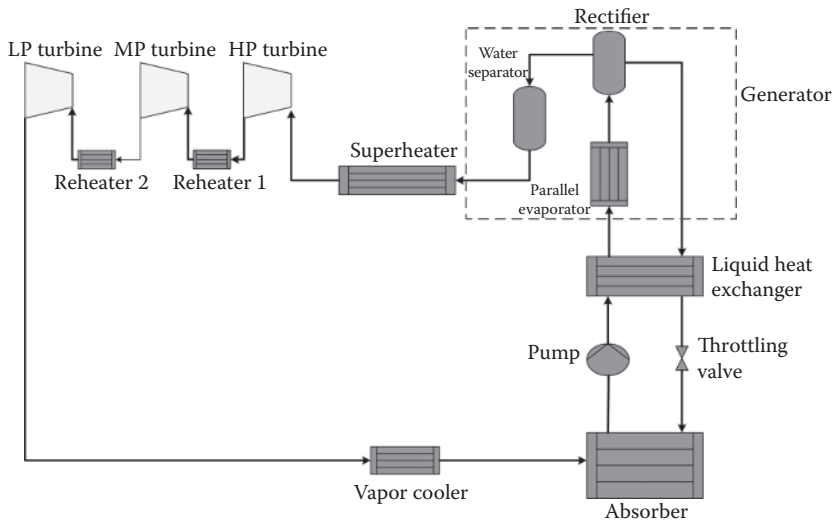 Rectifier
LP turbine
MP turbine
HP turbine
Water
separator
Generator
Superheater
Reheater 2
Reheater 1
Parallel
evaporator
Liquid heat
exchanger
Pump
Throttling
valve
Vapor cooler
Absorber